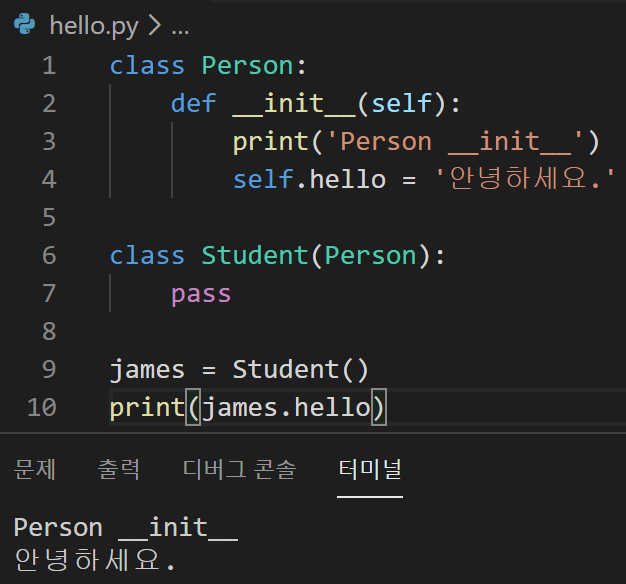 hello.py > ...
1 class Person:
2     def __init__(self):
3         print('Person __init__')
4         self.hello = '안녕하세요.'
5
6 class Student(Person):
7     pass
8
9 james = Student()
10 print(james.hello)
문제 출력 디버그 콘솔 터미널
Person __init__
안녕하세요.